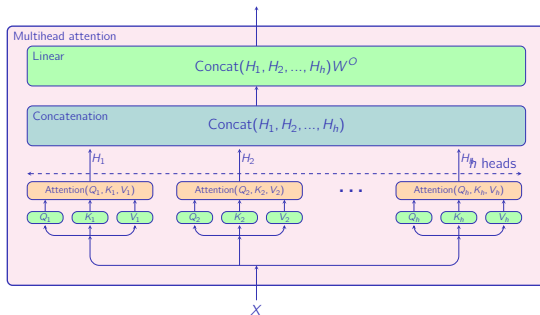 Multihead attention
Linear
Concat(H₁, H₂, ..., Hₕ)Wᴼ
Concatenation
Concat(H₁, H₂, ..., Hₕ)
H₁ H₂ Hₕ
h heads
Attention(Q₁, K₁, V₁) Attention(Q₂, K₂, V₂) ... Attention(Qₕ, Kₕ, Vₕ)
Q₁ K₁ V₁ Q₂ K₂ V₂ Qₕ Kₕ Vₕ
X